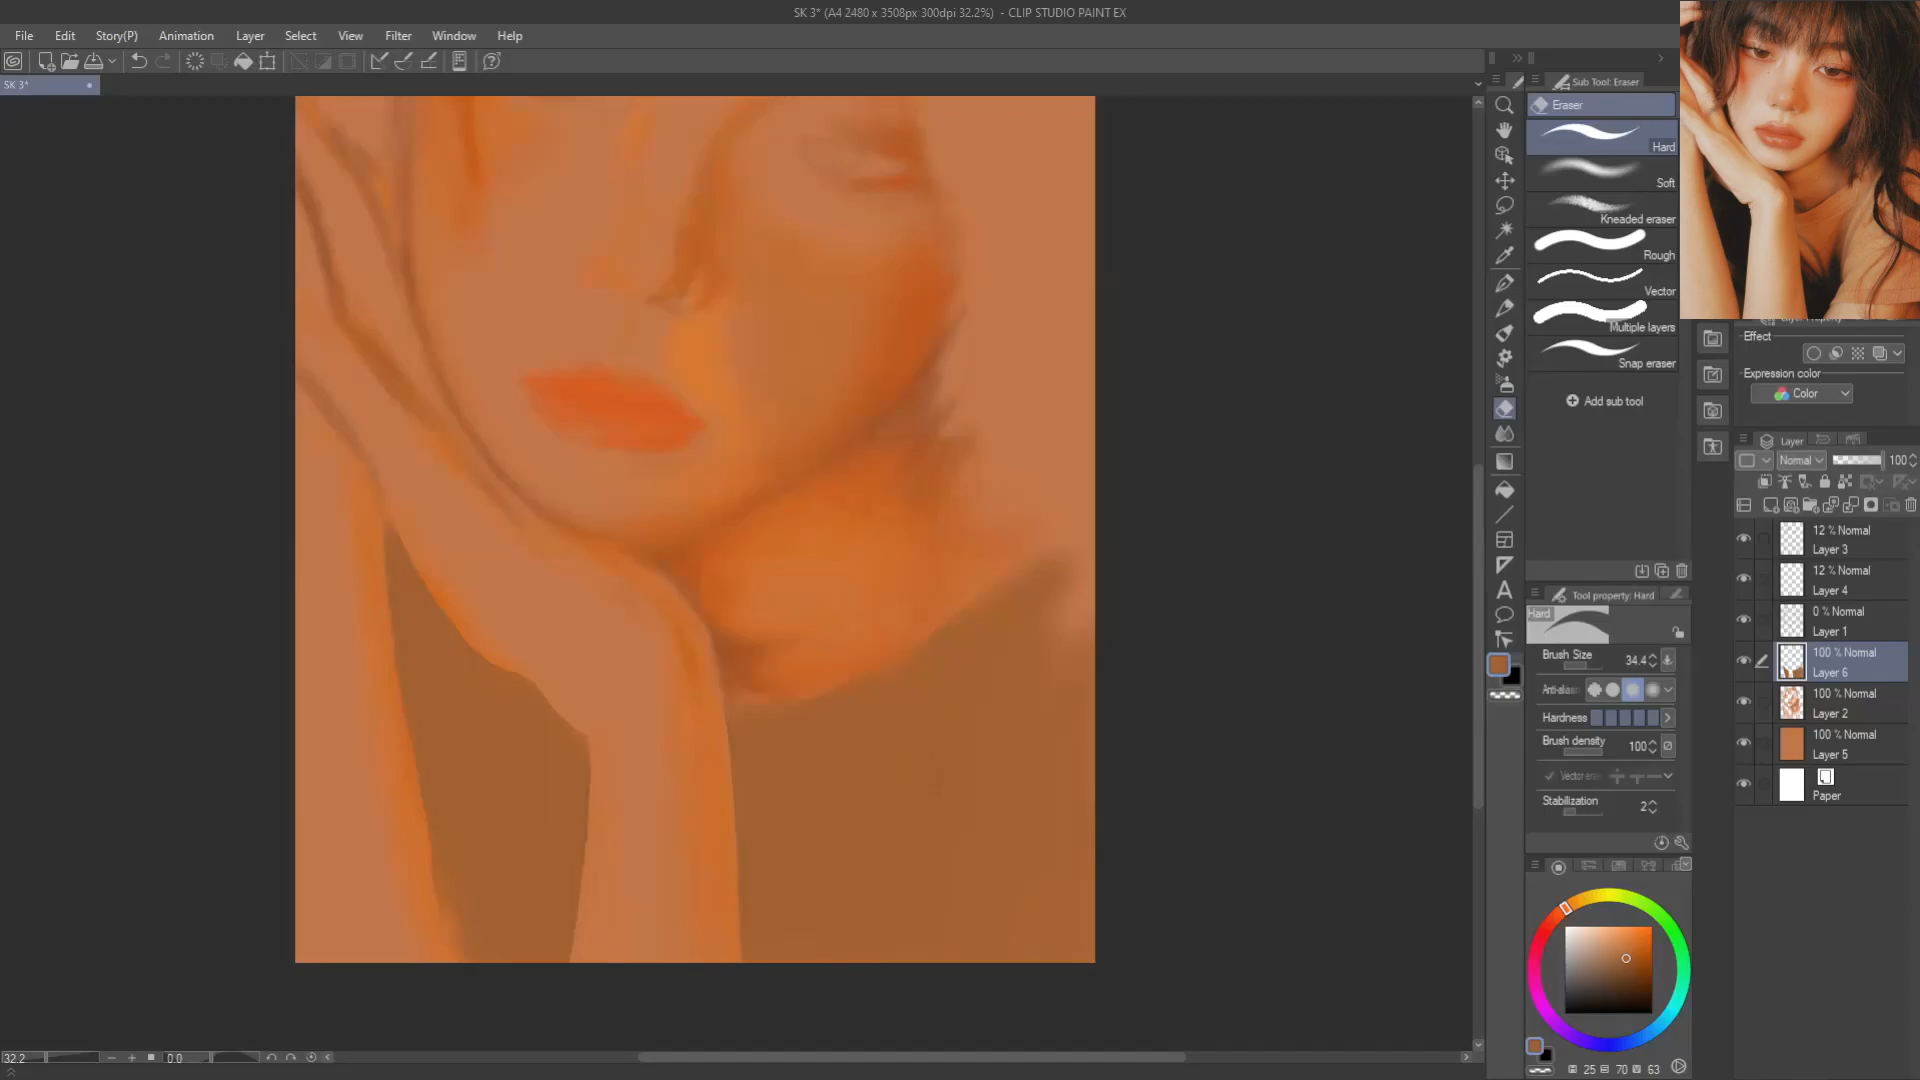 SK 3* (A4 2480 x 3508px 300dpi 32.2%) - CLIP STUDIO PAINT EX
File Edit Story(P) Animation Layer Select View Filter Window Help
SK 3*
Sub Tool: Eraser
Eraser
Hard
Soft
Kneaded eraser
Rough
Vector
Multiple layers
Snap eraser
Add sub tool
Tool property: Hard
Hard
Brush Size 34.4
Hardness
Brush density 100
Stabilization 2
Effect
Expression color
Color
Layer
Normal 100
12 % Normal
Layer 3
12 % Normal
Layer 4
0 % Normal
Layer 1
100 % Normal
Layer 6
100 % Normal
Layer 2
100 % Normal
Layer 5
Paper
25 70 63
32.2 0.0